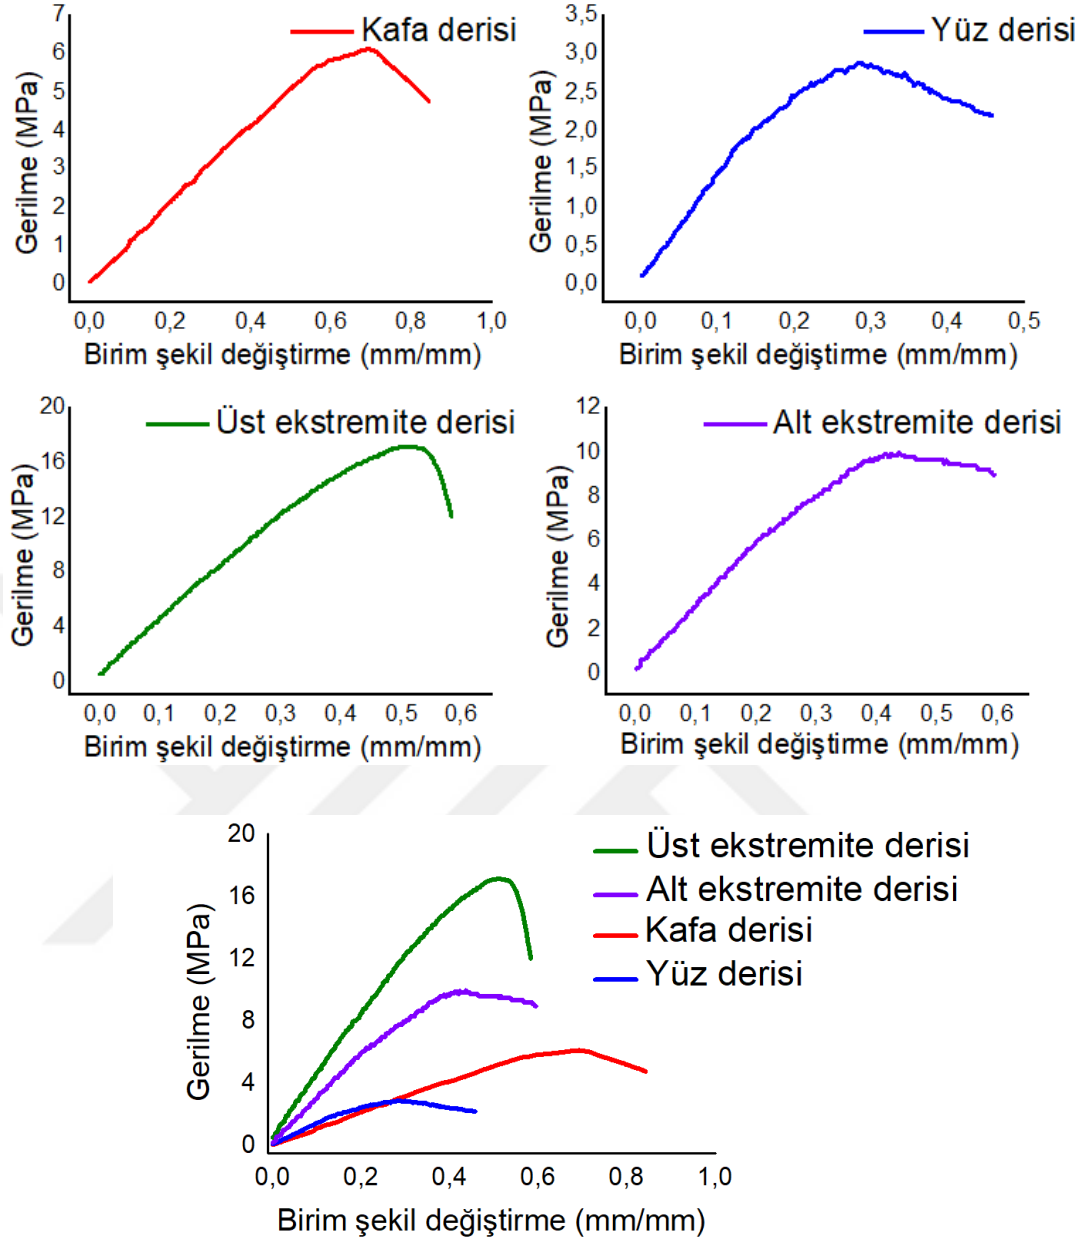 Kafa derisi
Gerilme (MPa)
7
6
5
4
3
2
1
0
0,0 0,2 0,4 0,6 0,8 1,0
Birim şekil değiştirme (mm/mm)
Yüz derisi
Gerilme (MPa)
3,5
3,0
2,5
2,0
1,5
1,0
0,5
0,0
0,0 0,1 0,2 0,3 0,4 0,5
Birim şekil değiştirme (mm/mm)
Üst ekstremite derisi
Gerilme (MPa)
20
16
12
8
4
0
0,0 0,1 0,2 0,3 0,4 0,5 0,6
Birim şekil değiştirme (mm/mm)
Alt ekstremite derisi
Gerilme (MPa)
12
10
8
6
4
2
0
0,0 0,1 0,2 0,3 0,4 0,5 0,6
Birim şekil değiştirme (mm/mm)
Üst ekstremite derisi
Alt ekstremite derisi
Kafa derisi
Yüz derisi
Gerilme (MPa)
20
16
12
8
4
0
0,0 0,2 0,4 0,6 0,8 1,0
Birim şekil değiştirme (mm/mm)